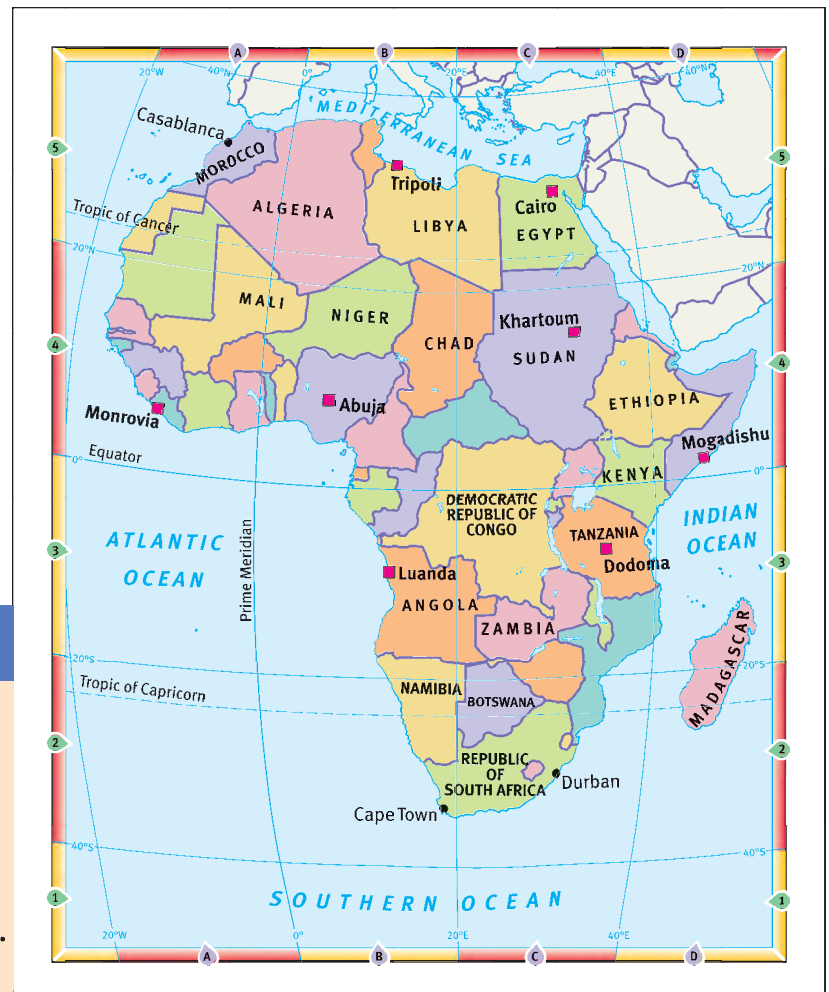 A
B
C
D
20°W
40°N
0°
20°E
40°E
40°N
MEDITERRANEAN SEA
Casablanca
5
5
MOROCCO
Tripoli
Cairo
Tropic of Cancer
ALGERIA
LIBYA
EGYPT
20°N
20°N
MALI
NIGER
Khartoum
4
CHAD
SUDAN
4
ETHIOPIA
Abuja
Monrovia
Mogadishu
Equator
0°
KENYA
0°
DEMOCRATIC
REPUBLIC OF
CONGO
INDIAN
OCEAN
ATLANTIC
OCEAN
Prime Meridian
TANZANIA
3
Dodoma
3
Luanda
ANGOLA
ZAMBIA
MADAGASCAR
20°S
20°S
Tropic of Capricorn
NAMIBIA
BOTSWANA
2
2
REPUBLIC
OF
SOUTH AFRICA
Durban
Cape Town
40°S
40°S
1
SOUTHERN OCEAN
1
20°W
0°
20°E
40°E
A
B
C
D